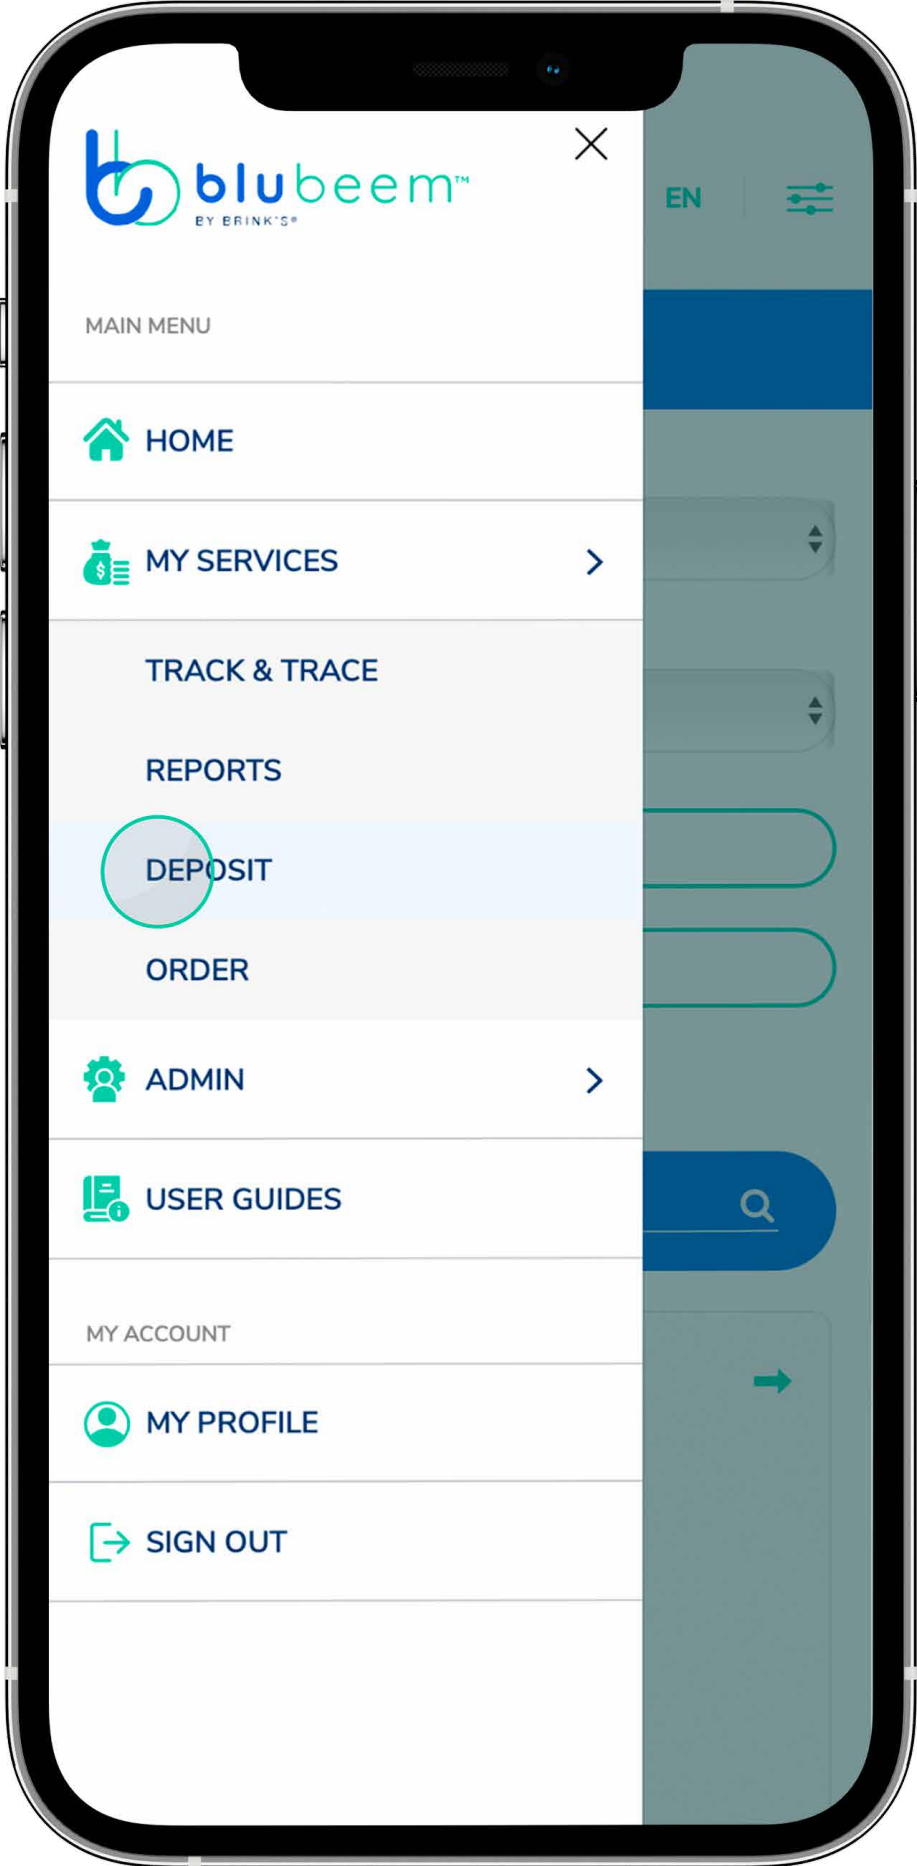 blubeem™
BY BRINK'S®
EN
MAIN MENU
HOME
$
MY SERVICES
TRACK & TRACE
REPORTS
DEPOSIT
ORDER
ADMIN
i
USER GUIDES
MY ACCOUNT
MY PROFILE
SIGN OUT